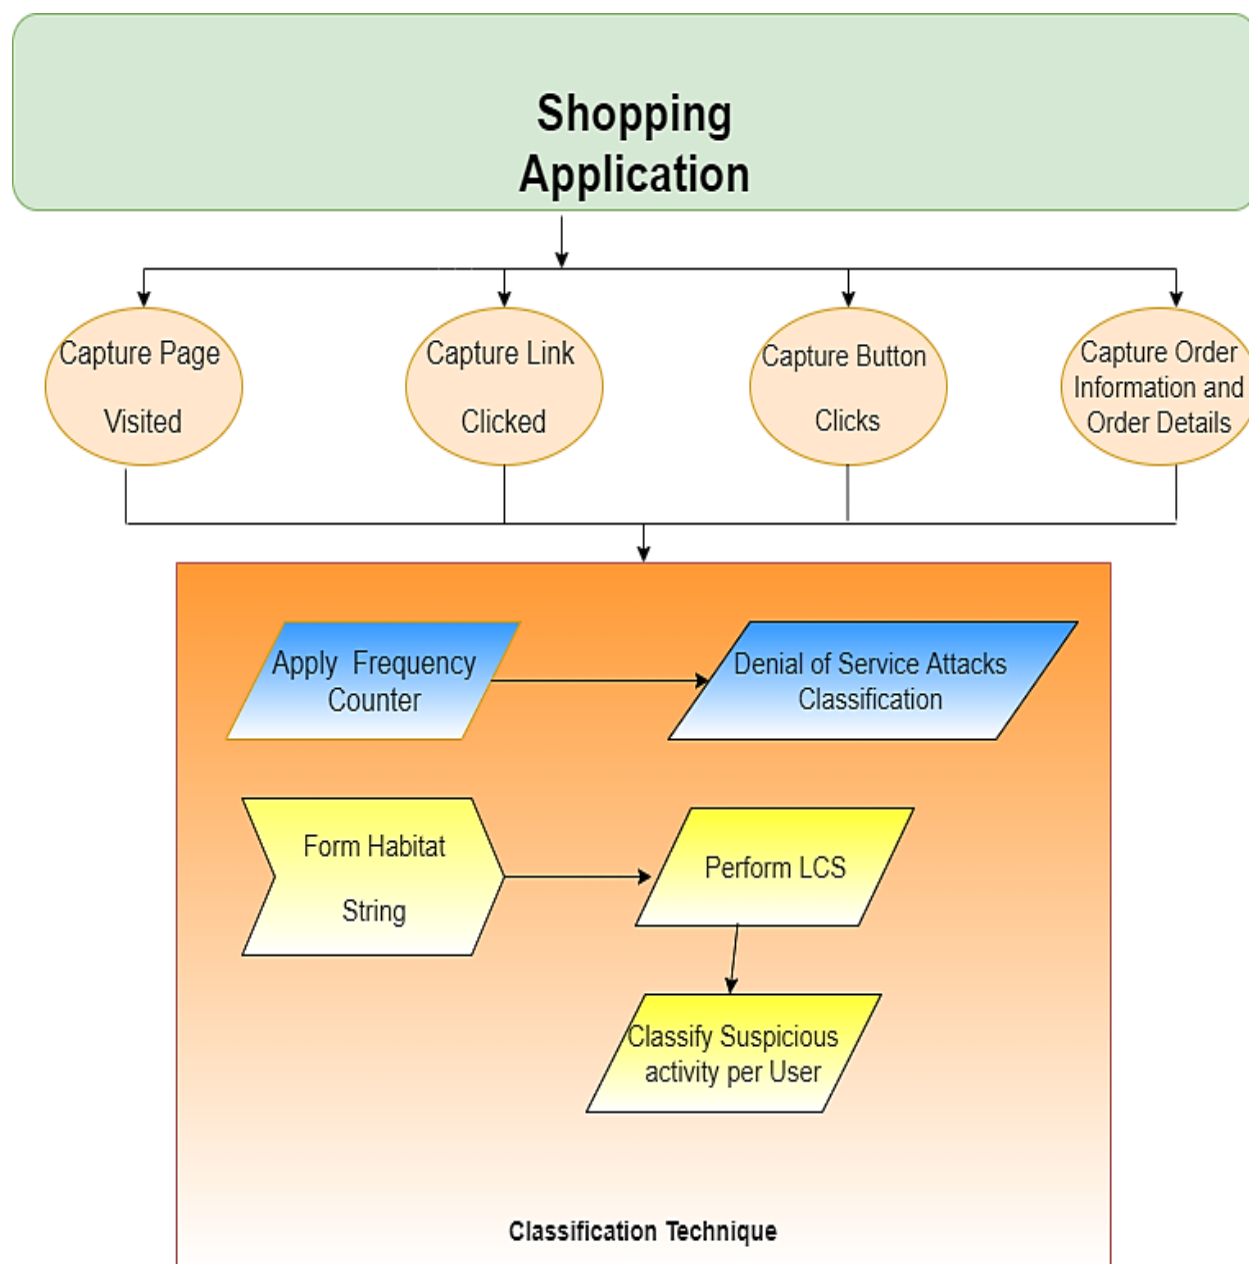 Shopping
Application
Capture Page
Visited
Capture Link
Clicked
Capture Button
Clicks
Capture Order
Information and
Order Details
Apply Frequency
Counter
Denial of Service Attacks
Classification
Form Habitat
String
Perform LCS
Classify Suspicious
activity per User
Classification Technique